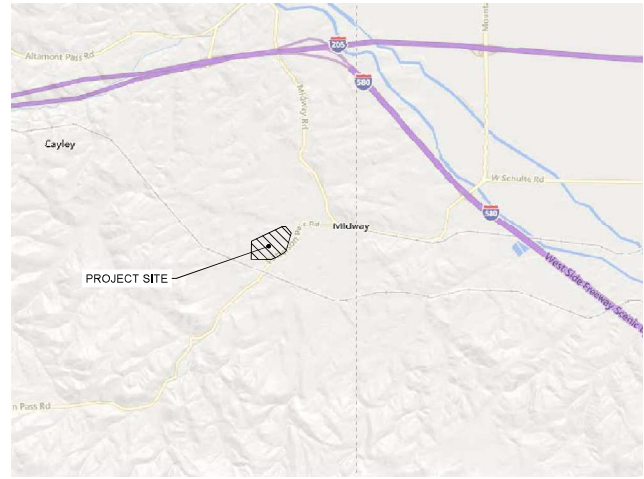 205
Altamont Pass Rd
580
Midway Rd
Cayley
W Schulte Rd
580
Midway
West Side Freeway Scenic
PROJECT SITE
n Pass Rd